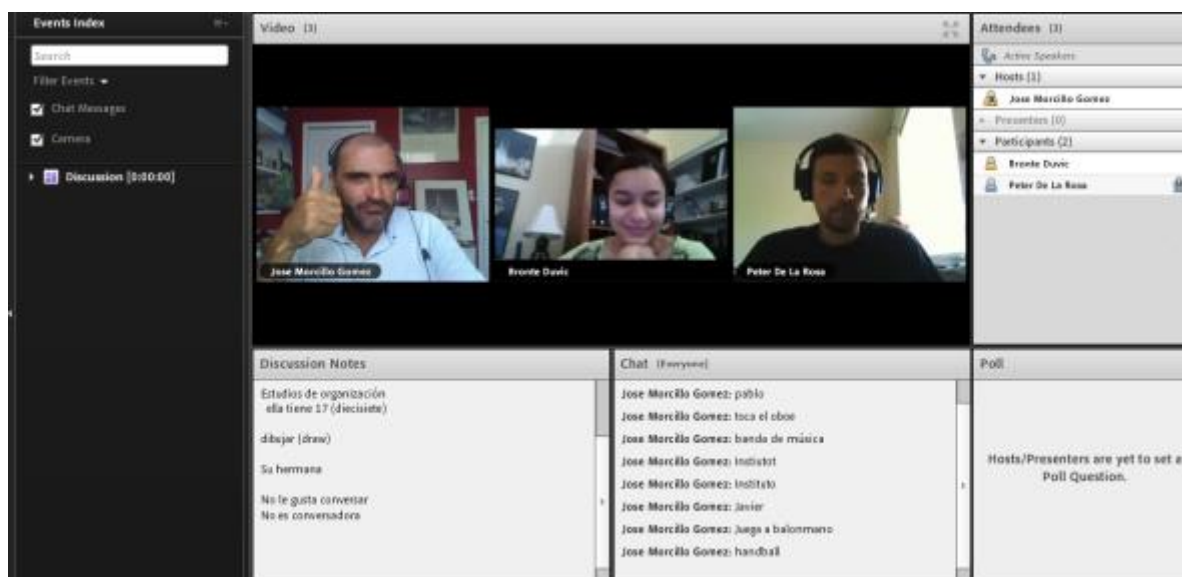 Events Index
Search
Filter Events
Chat Messages
Camera
Discussion [0:00:00]
Video (3)
Jose Morcillo Gomez
Bronte Duvic
Peter De La Rosa
Attendees (3)
Active Speakers
Hosts (1)
Jose Morcillo Gomez
Presenters (0)
Participants (2)
Bronte Duvic
Peter De La Rosa
Discussion Notes
Estudios de organización
ella tiene 17 (diecisiete)
dibujar (draw)
Su hermana
No le gusta conversar
No es conversadora
Chat (Everyone)
Jose Morcillo Gomez: pablo
Jose Morcillo Gomez: toca el oboe
Jose Morcillo Gomez: banda de música
Jose Morcillo Gomez: Instiutot
Jose Morcillo Gomez: Instituto
Jose Morcillo Gomez: Javier
Jose Morcillo Gomez: Juega a balonmano
Jose Morcillo Gomez: handball
Poll
Hosts/Presenters are yet to set a
Poll Question.